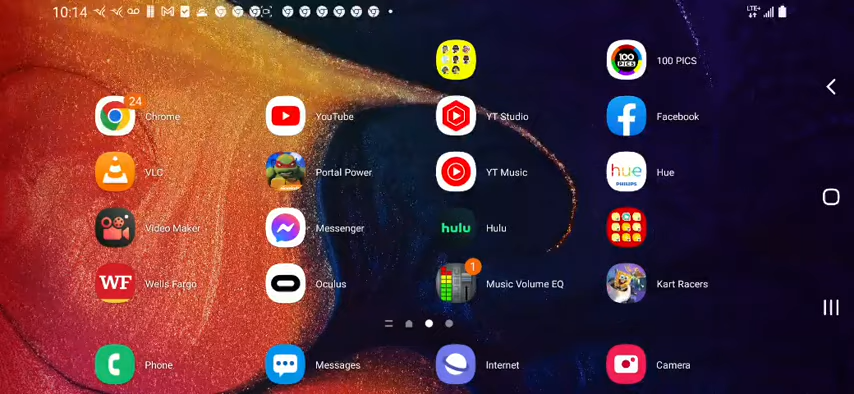 10:14
LTE+
100 PICS
100 PICS
24
Chrome
YouTube
YT Studio
Facebook
VLC
Portal Power
YT Music
hue
PHILIPS
Hue
Video Maker
Messenger
hulu
Hulu
WF
Wells Fargo
Oculus
1
Music Volume EQ
Kart Racers
Phone
Messages
Internet
Camera